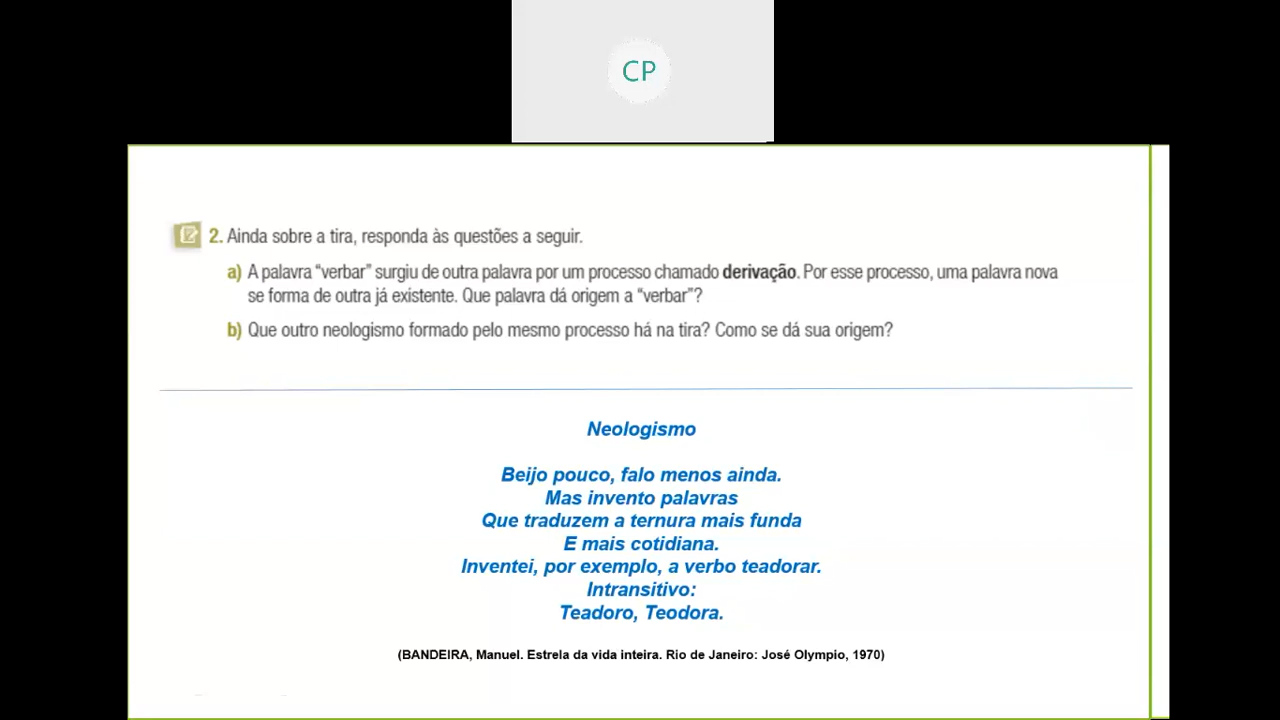 CP
2. Ainda sobre a tira, responda às questões a seguir.
a) A palavra “verbar” surgiu de outra palavra por um processo chamado derivação. Por esse processo, uma palavra nova
se forma de outra já existente. Que palavra dá origem a “verbar”?
b) Que outro neologismo formado pelo mesmo processo há na tira? Como se dá sua origem?
Neologismo
Beijo pouco, falo menos ainda.
Mas invento palavras
Que traduzem a ternura mais funda
E mais cotidiana.
Inventei, por exemplo, a verbo teadorar.
Intransitivo:
Teadoro, Teodora.
(BANDEIRA, Manuel. Estrela da vida inteira. Rio de Janeiro: José Olympio, 1970)